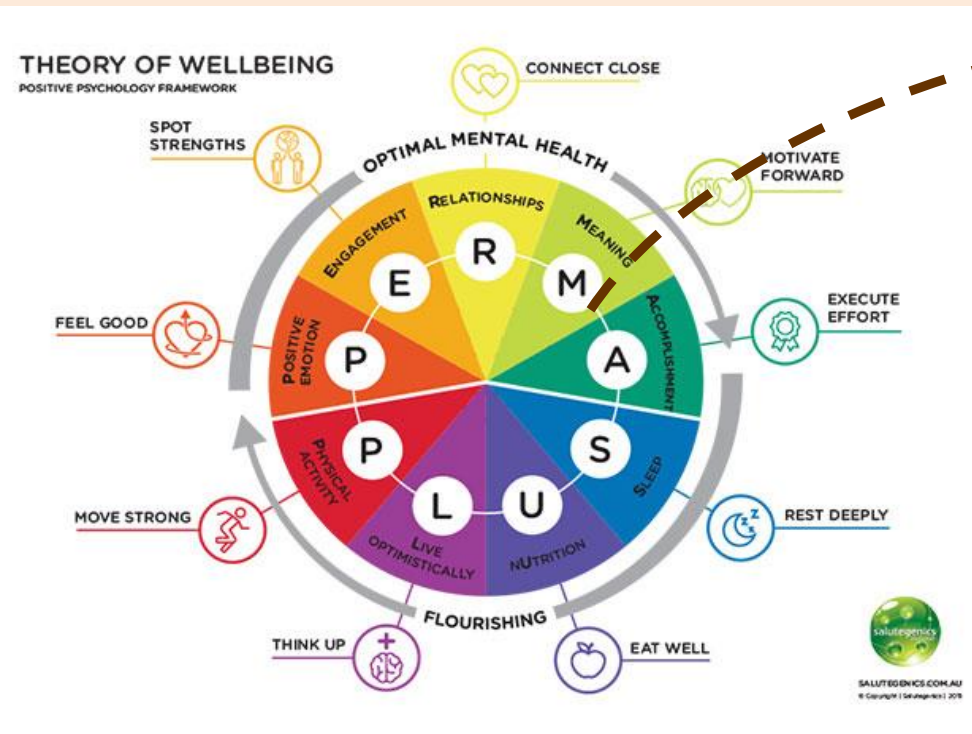 THEORY OF WELLBEING
POSITIVE PSYCHOLOGY FRAMEWORK
CONNECT CLOSE
SPOT
STRENGTHS
OPTIMAL MENTAL HEALTH
MOTIVATE
FORWARD
RELATIONSHIPS
ENGAGEMENT
MEANING
R
E
M
FEEL GOOD
POSITIVE
EMOTION
P
A
ACCOMPLISHMENT
EXECUTE
EFFORT
P
S
PHYSICAL
ACTIVITY
SLEEP
L
U
MOVE STRONG
REST DEEPLY
LIVE
OPTIMISTICALLY
NUTRITION
FLOURISHING
THINK UP
EAT WELL
z
z
z
salutegenics
SALUTEGENICS.COM.AU